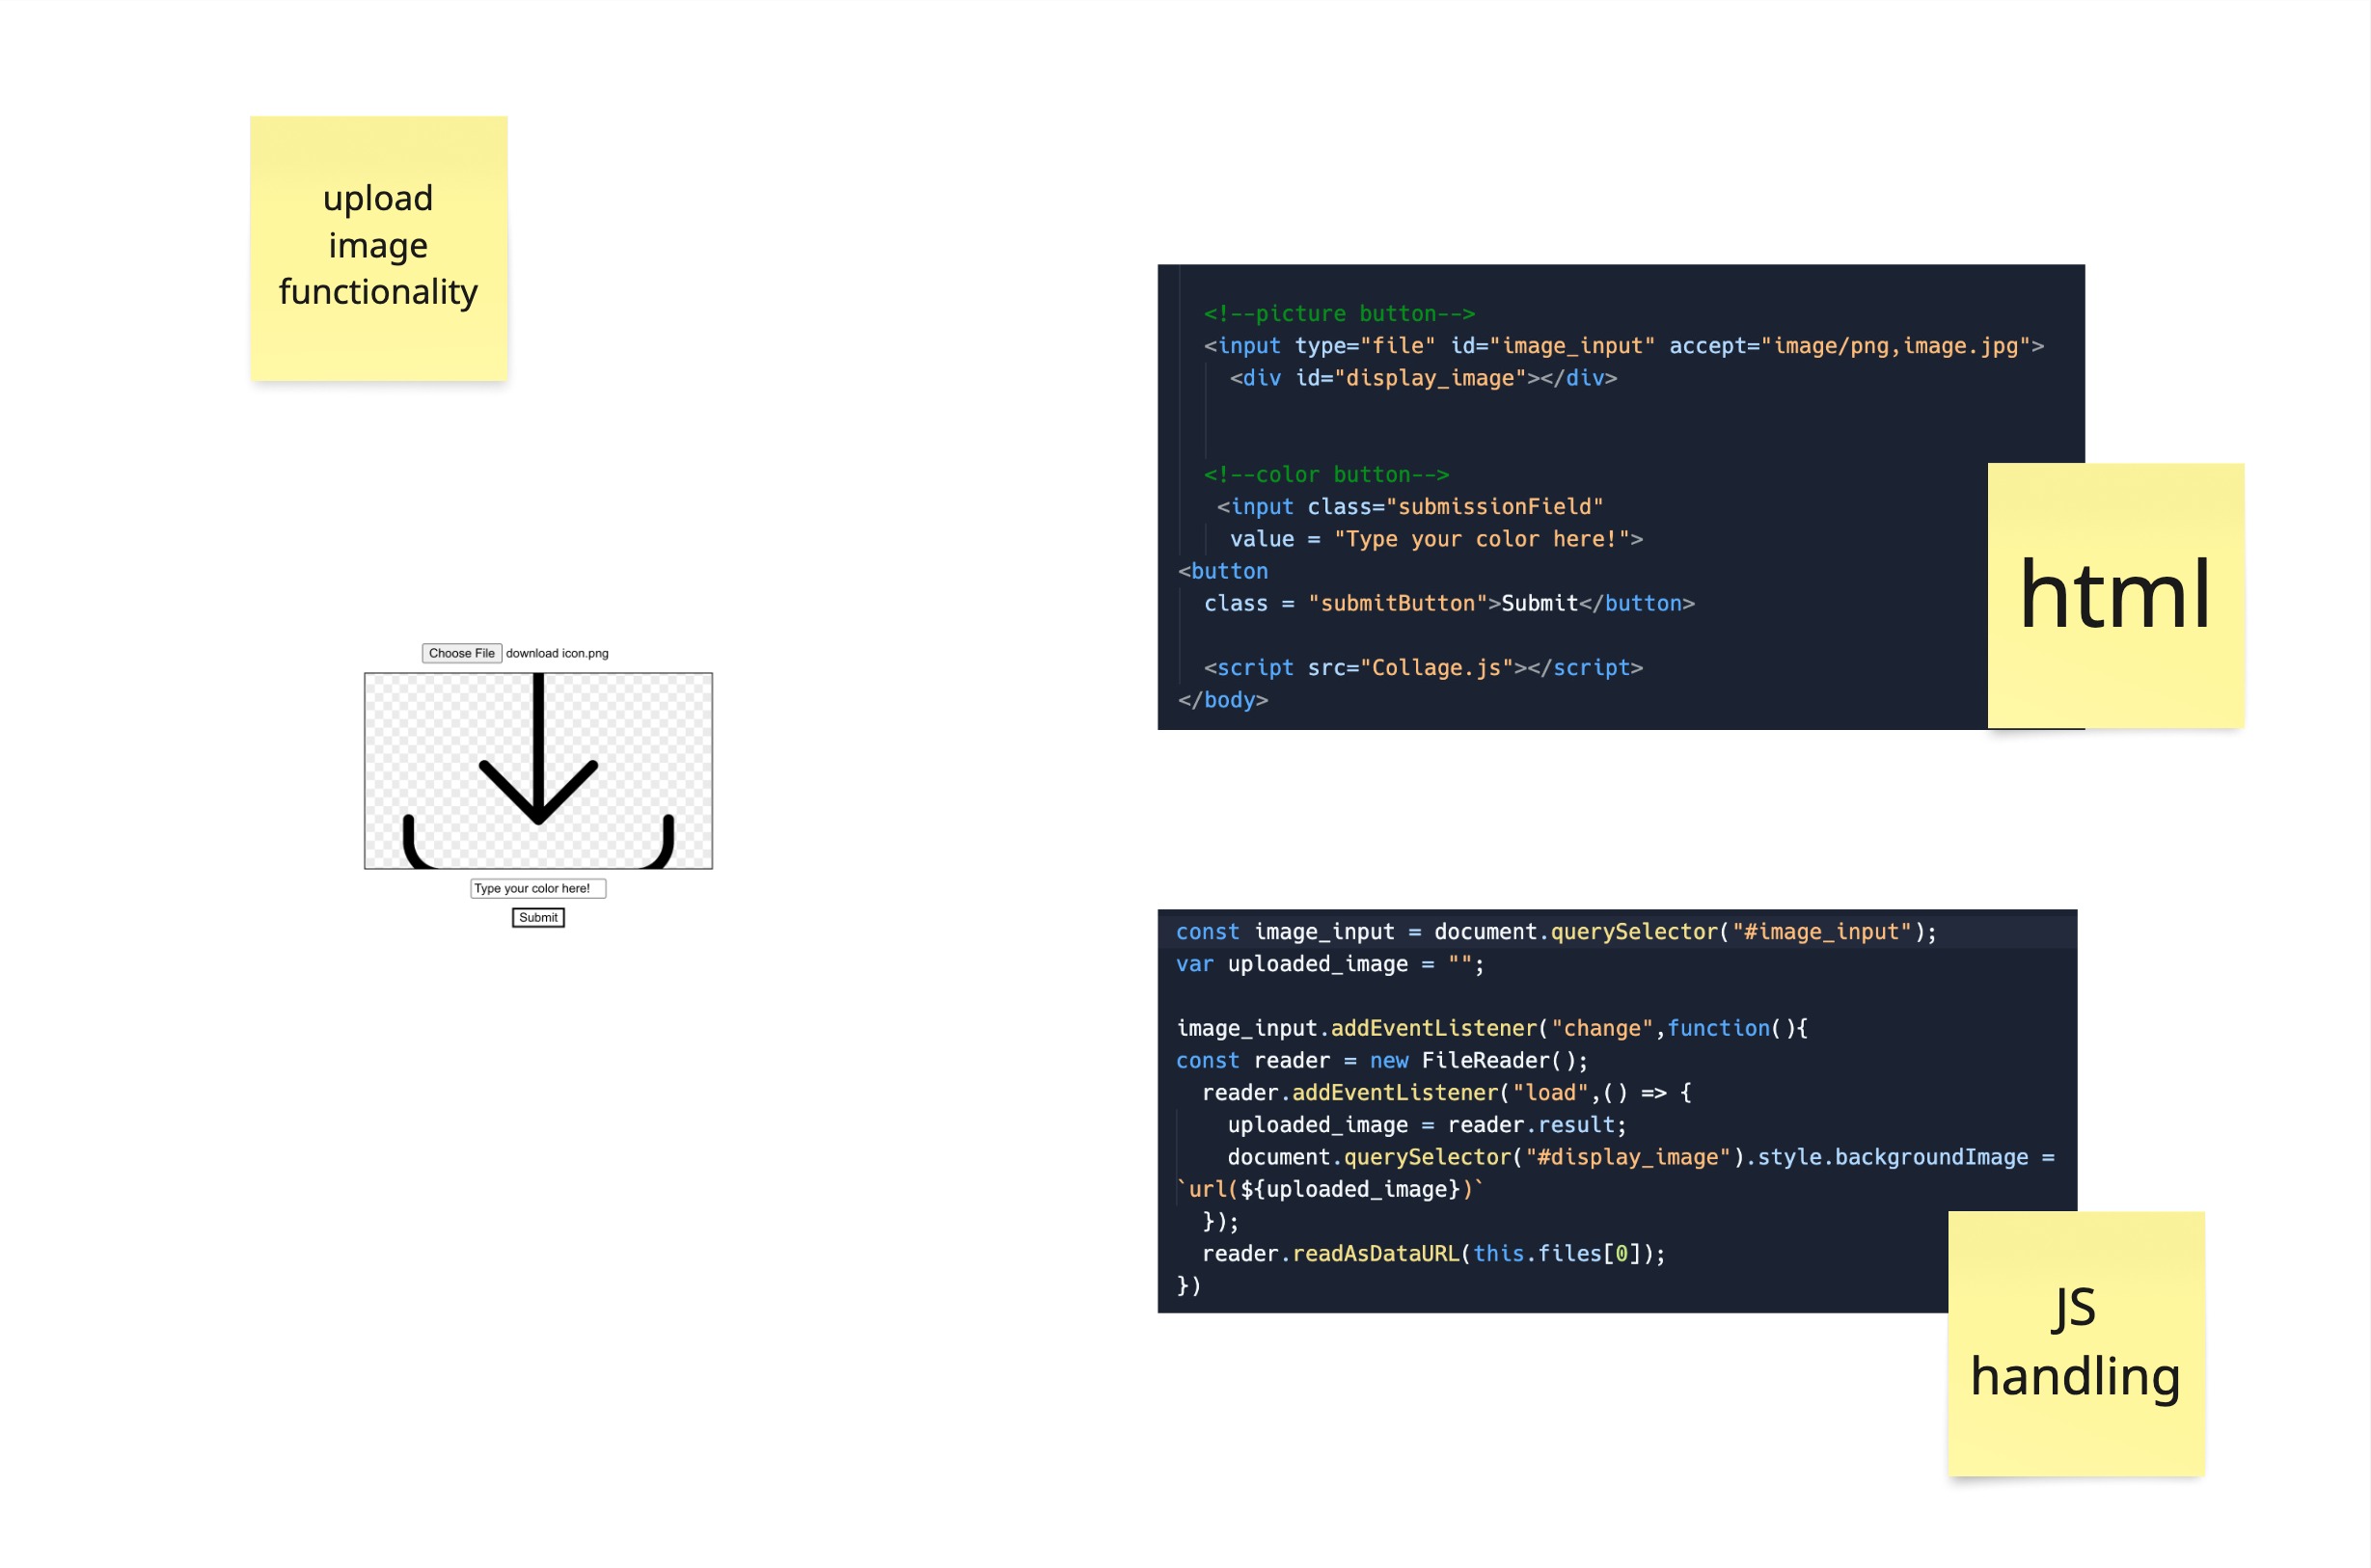 upload
image
functionality
Choose File download icon.png
Type your color here!
Submit
<!--picture button-->
<input type="file" id="image_input" accept="image/png,image.jpg">
<div id="display_image"></div>
<!--color button-->
<input class="submissionField"
value = "Type your color here!">
<button
class = "submitButton">Submit</button>
<script src="Collage.js"></script>
</body>
html
const image_input = document.querySelector("#image_input");
var uploaded_image = "";
image_input.addEventListener("change",function(){
const reader = new FileReader();
reader.addEventListener("load",() => {
uploaded_image = reader.result;
document.querySelector("#display_image").style.backgroundImage =
`url(${uploaded_image})`
});
reader.readAsDataURL(this.files[0]);
})
JS
handling